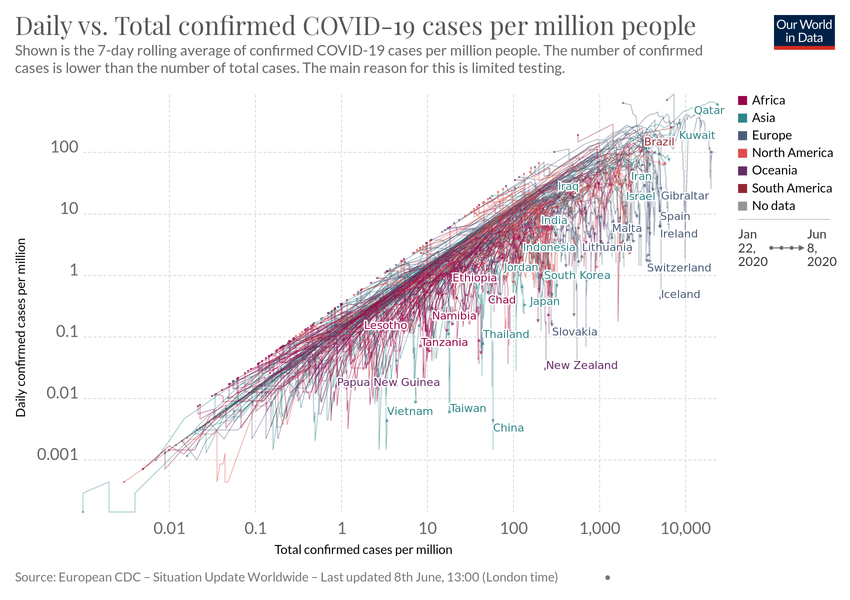 Daily vs. Total confirmed COVID-19 cases per million people
Shown is the 7-day rolling average of confirmed COVID-19 cases per million people. The number of confirmed
cases is lower than the number of total cases. The main reason for this is limited testing.
Our World
in Data
Daily confirmed cases per million
100
10
1
0.1
0.01
0.001
Qatar
Kuwait
Brazil
Iran
Iraq
Israel
Gibraltar
Spain
India
Malta
Ireland
Indonesia
Lithuania
Jordan
Switzerland
Ethiopia
South Korea
Chad
Iceland
Japan
Namibia
Lesotho
Thailand
Slovakia
Tanzania
New Zealand
Papua New Guinea
Vietnam
Taiwan
China
0.01
0.1
1
10
100
1,000
10,000
Total confirmed cases per million
Africa
Asia
Europe
North America
Oceania
South America
No data
Jan
22,
2020
Jun
8,
2020
Source: European CDC – Situation Update Worldwide – Last updated 8th June, 13:00 (London time)